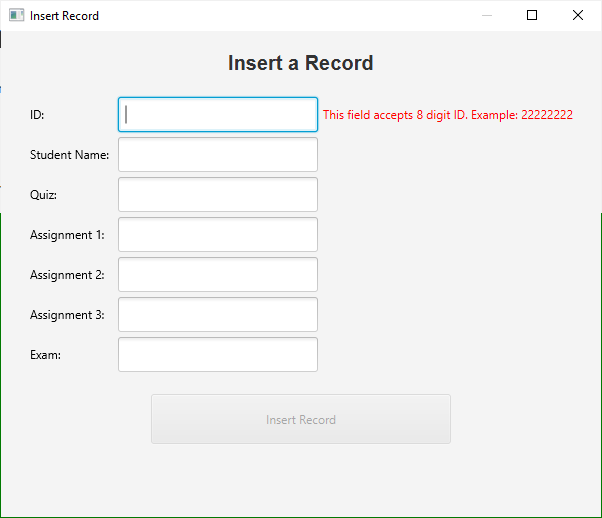 Insert Record
Insert a Record
ID: This field accepts 8 digit ID. Example: 22222222
Student Name:
Quiz:
Assignment 1:
Assignment 2:
Assignment 3:
Exam:
Insert Record